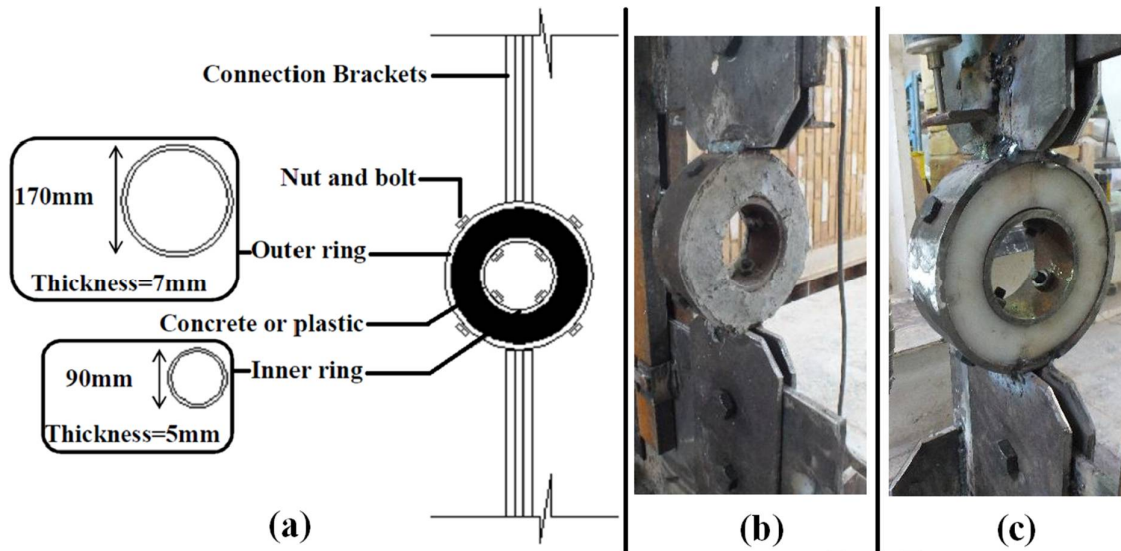 Connection Brackets
Nut and bolt
170mm
Outer ring
Thickness=7mm
Concrete or plastic
Inner ring
90mm
Thickness=5mm
(a)
(b)
(c)